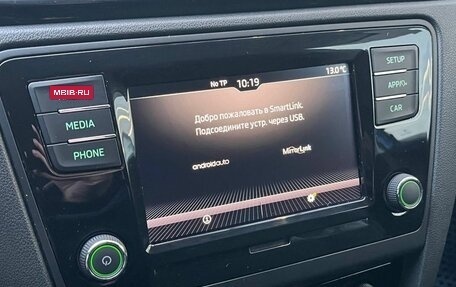 No TP 10:19 13.0 °C
SETUP
MEIB·RU
Добро пожаловать в SmartLink.
Подсоедините устр. через USB.
APP/
MEDIA
CAR
PHONE
androidauto
MirrorLink